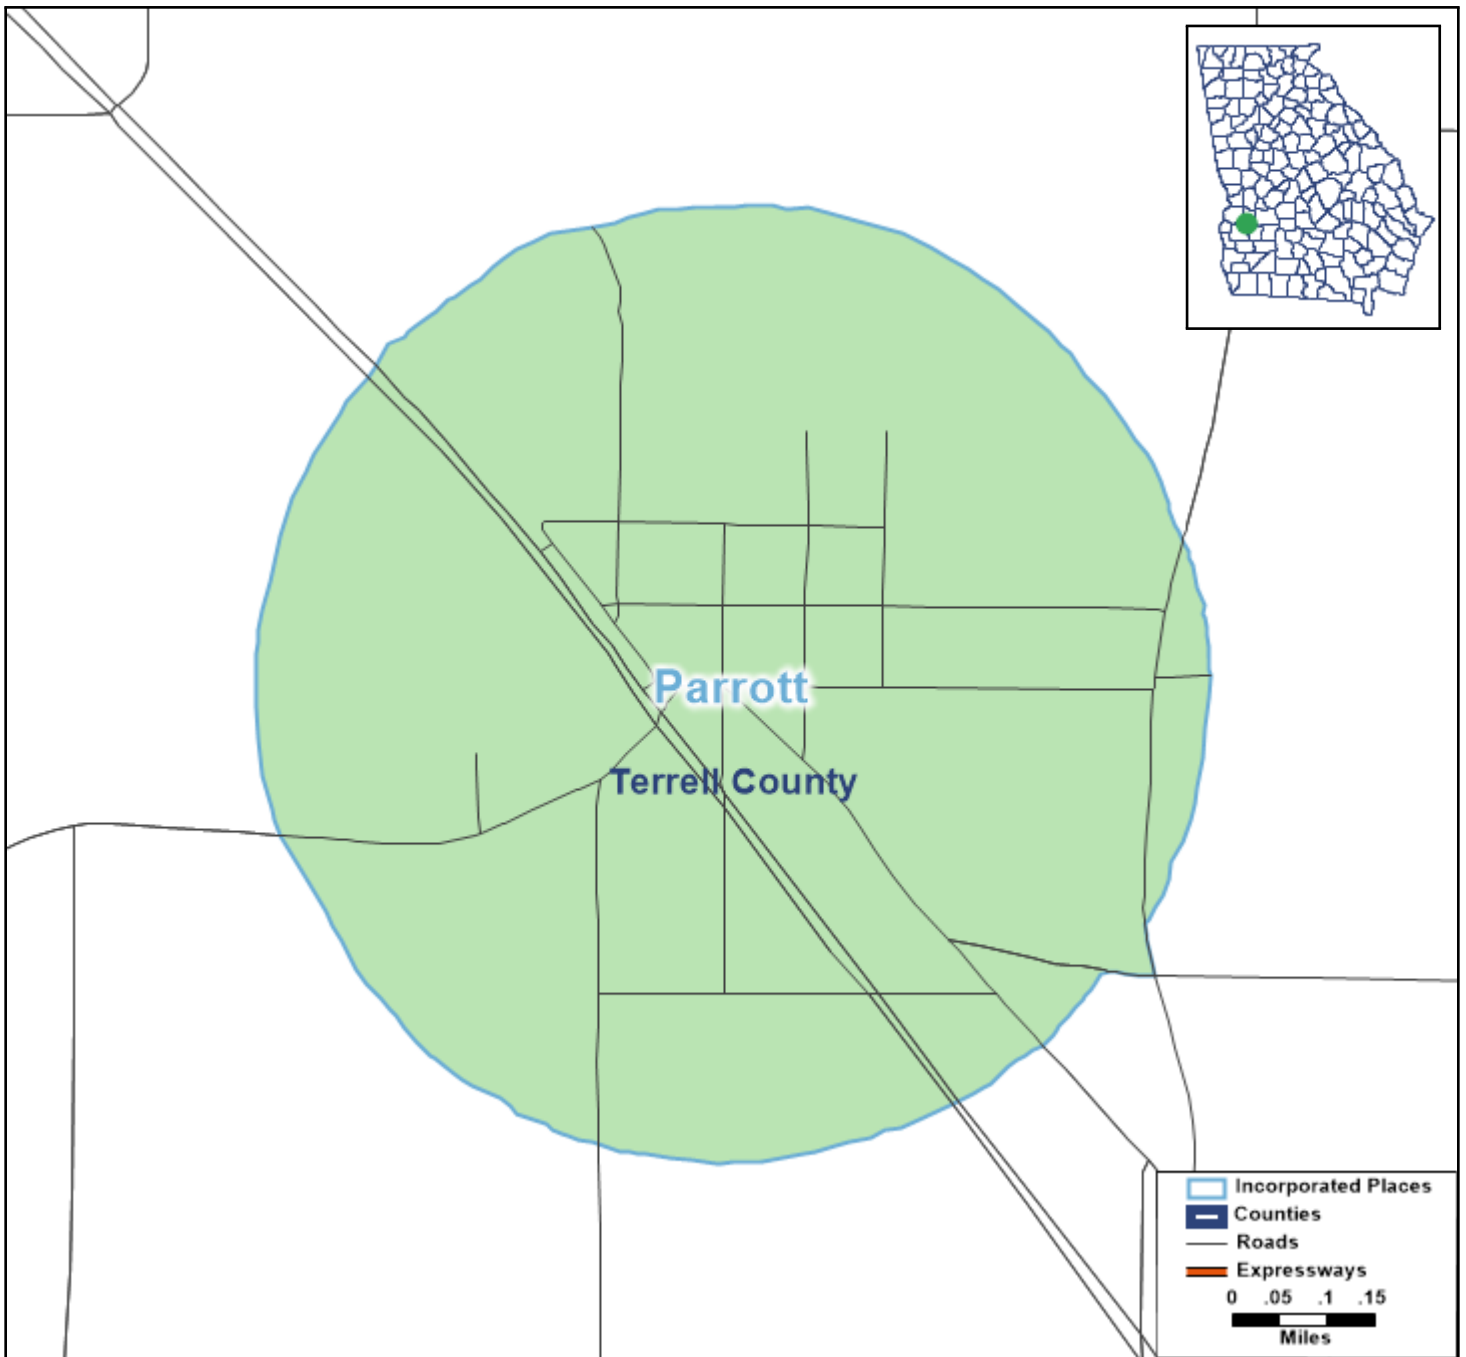 Parrott
Terrell County
Incorporated Places
Counties
Roads
Expressways
0 .05 .1 .15
Miles